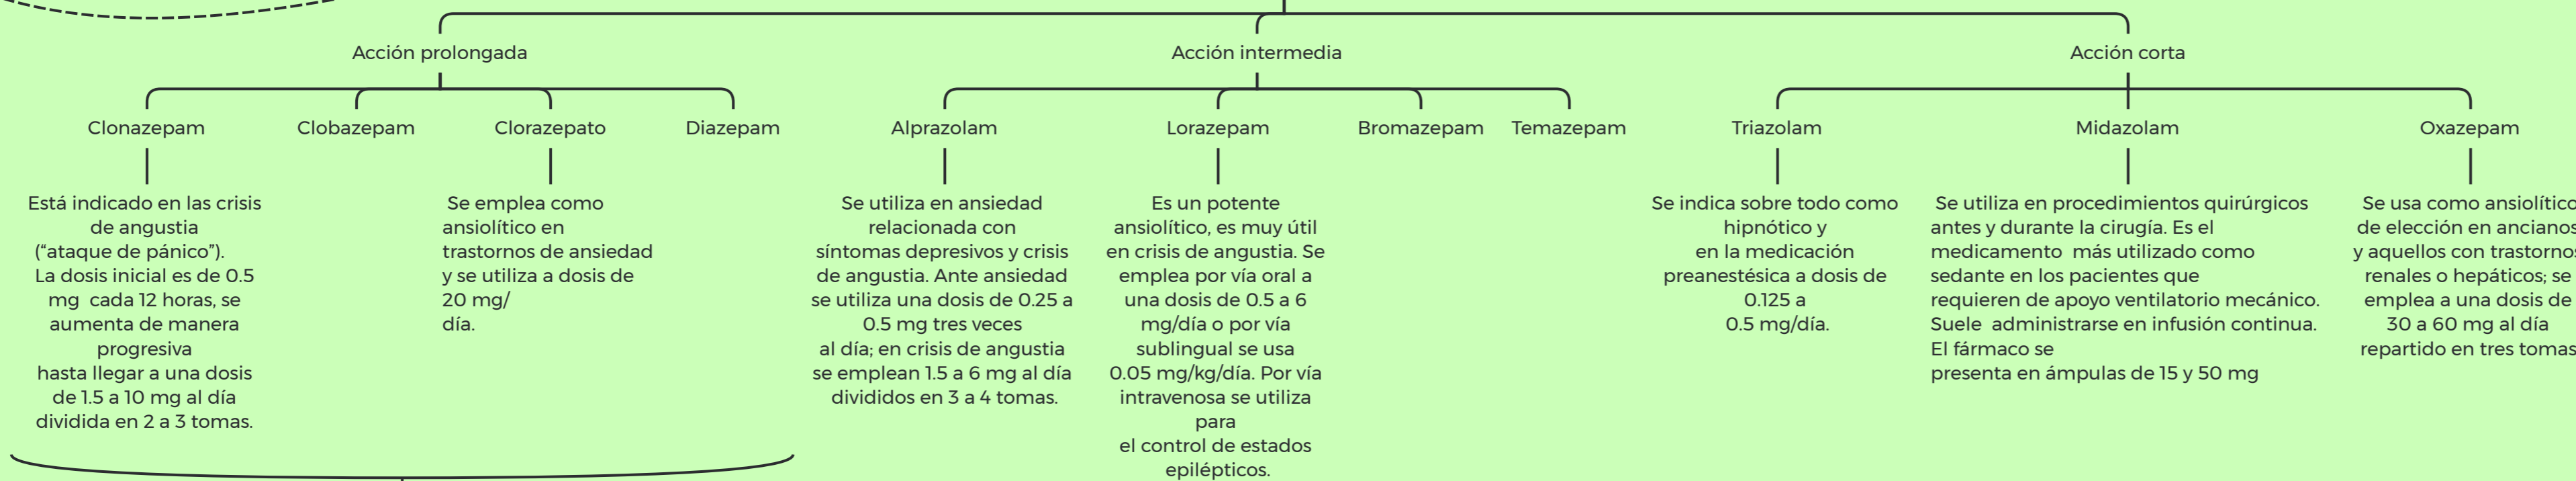 Acción prolongada
Acción intermedia
Acción corta
Clonazepam
Clobazepam
Clorazepato
Diazepam
Alprazolam
Lorazepam
Bromazepam
Temazepam
Triazolam
Midazolam
Oxazepam
Está indicado en las crisis
de angustia
(“ataque de pánico”).
La dosis inicial es de 0.5
mg cada 12 horas, se
aumenta de manera
progresiva
hasta llegar a una dosis
de 1.5 a 10 mg al día
dividida en 2 a 3 tomas.
Se emplea como
ansiolítico en
trastornos de ansiedad
y se utiliza a dosis de
20 mg/
día.
Se utiliza en ansiedad
relacionada con
síntomas depresivos y crisis
de angustia. Ante ansiedad
se utiliza una dosis de 0.25 a
0.5 mg tres veces
al día; en crisis de angustia
se emplean 1.5 a 6 mg al día
divididos en 3 a 4 tomas.
Es un potente
ansiolítico, es muy útil
en crisis de angustia. Se
emplea por vía oral a
una dosis de 0.5 a 6
mg/día o por vía
sublingual se usa
0.05 mg/kg/día. Por vía
intravenosa se utiliza
para
el control de estados
epilépticos.
Se indica sobre todo como
hipnótico y
en la medicación
preanestésica a dosis de
0.125 a
0.5 mg/día.
Se utiliza en procedimientos quirúrgicos
antes y durante la cirugía. Es el
medicamento más utilizado como
sedante en los pacientes que
requieren de apoyo ventilatorio mecánico.
Suele administrarse en infusión continua.
El fármaco se
presenta en ámpulas de 15 y 50 mg
Se usa como ansiolítico
de elección en ancianos
y aquellos con trastornos
renales o hepáticos; se
emplea a una dosis de
30 a 60 mg al día
repartido en tres tomas